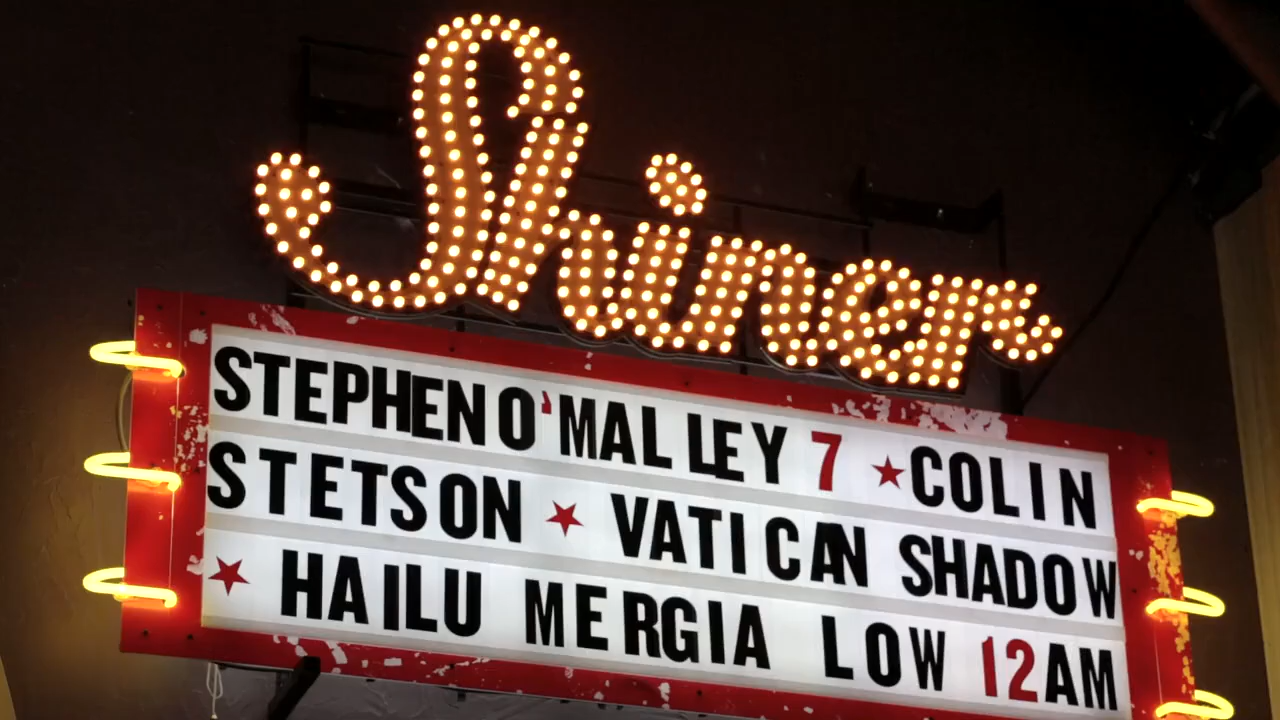 Shiner
STEPHEN O'MALLEY 7 ★ COLIN
STETSON ★ VATICAN SHADOW
★ HAILU MERGIA LOW 12AM